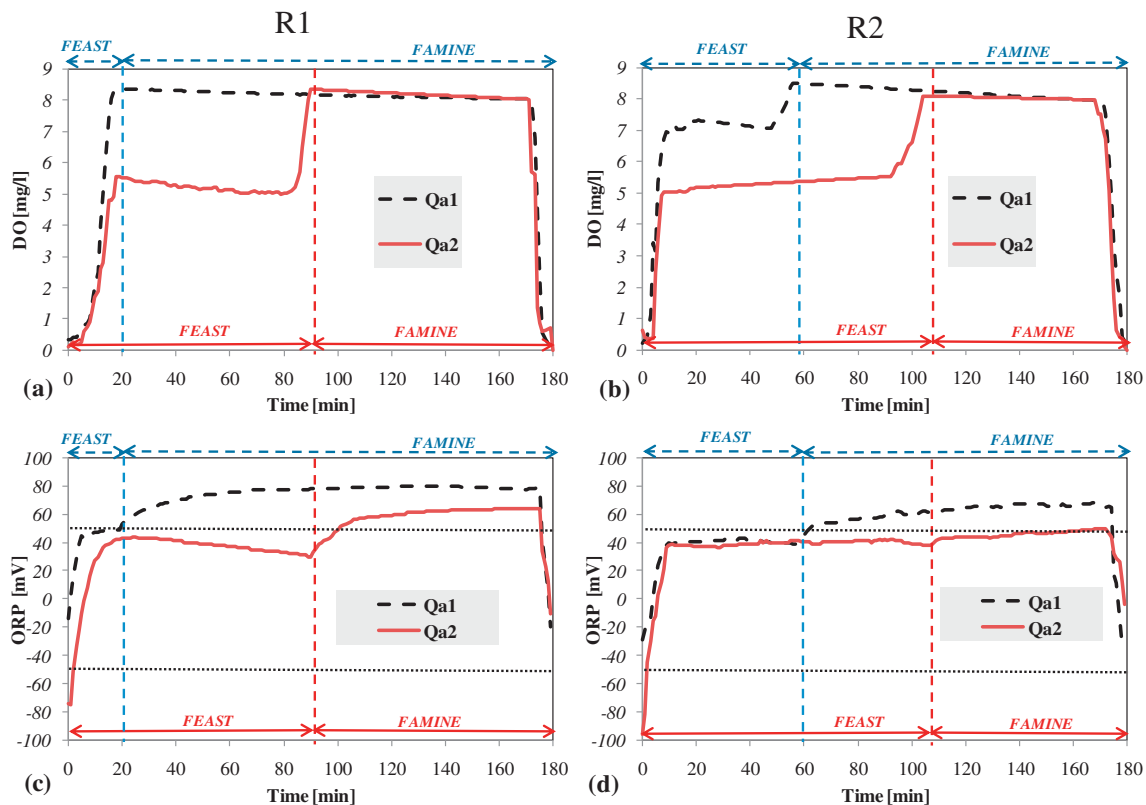 R1
R2
FEAST
FAMINE
FEAST
FAMINE
9
8
7
6
5
4
3
2
1
0
DO [mg/l]
Qa1
Qa2
FEAST
FAMINE
0 20 40 60 80 100 120 140 160 180
Time [min]
(a)
9
8
7
6
5
4
3
2
1
0
DO [mg/l]
Qa1
Qa2
FEAST
FAMINE
0 20 40 60 80 100 120 140 160 180
Time [min]
(b)
FEAST
FAMINE
100
80
60
40
20
0
-20
-40
-60
-80
-100
ORP [mV]
Qa1
Qa2
FEAST
FAMINE
0 20 40 60 80 100 120 140 160 180
Time [min]
(c)
FEAST
FAMINE
100
80
60
40
20
0
-20
-40
-60
-80
-100
ORP [mV]
Qa1
Qa2
FEAST
FAMINE
0 20 40 60 80 100 120 140 160 180
Time [min]
(d)